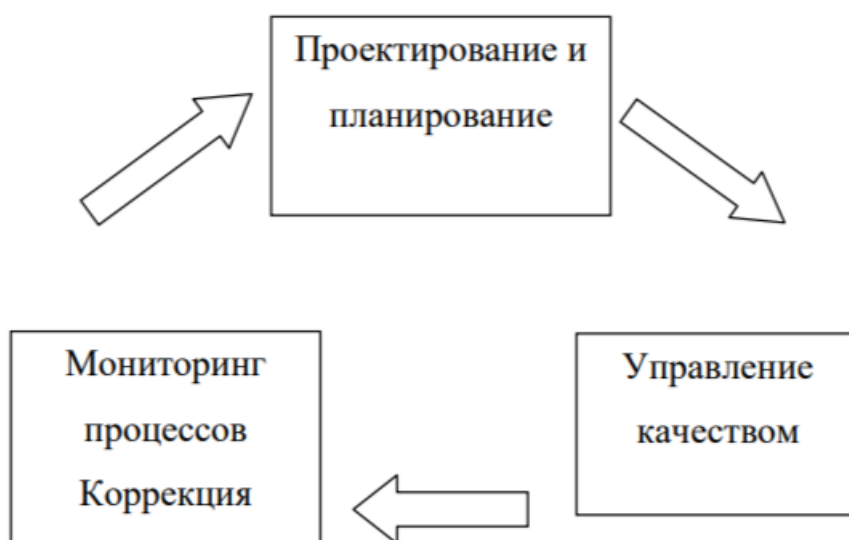 Проектирование и
планирование
Мониторинг
процессов
Коррекция
Управление
качеством